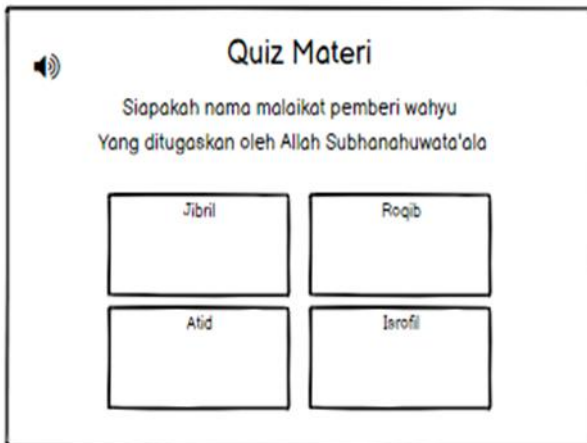 Quiz Materi
Siapakah nama malaikat pemberi wahyu
Yang ditugaskan oleh Allah Subhanahuwata'ala
Jibril
Roqib
Atid
Isrofil